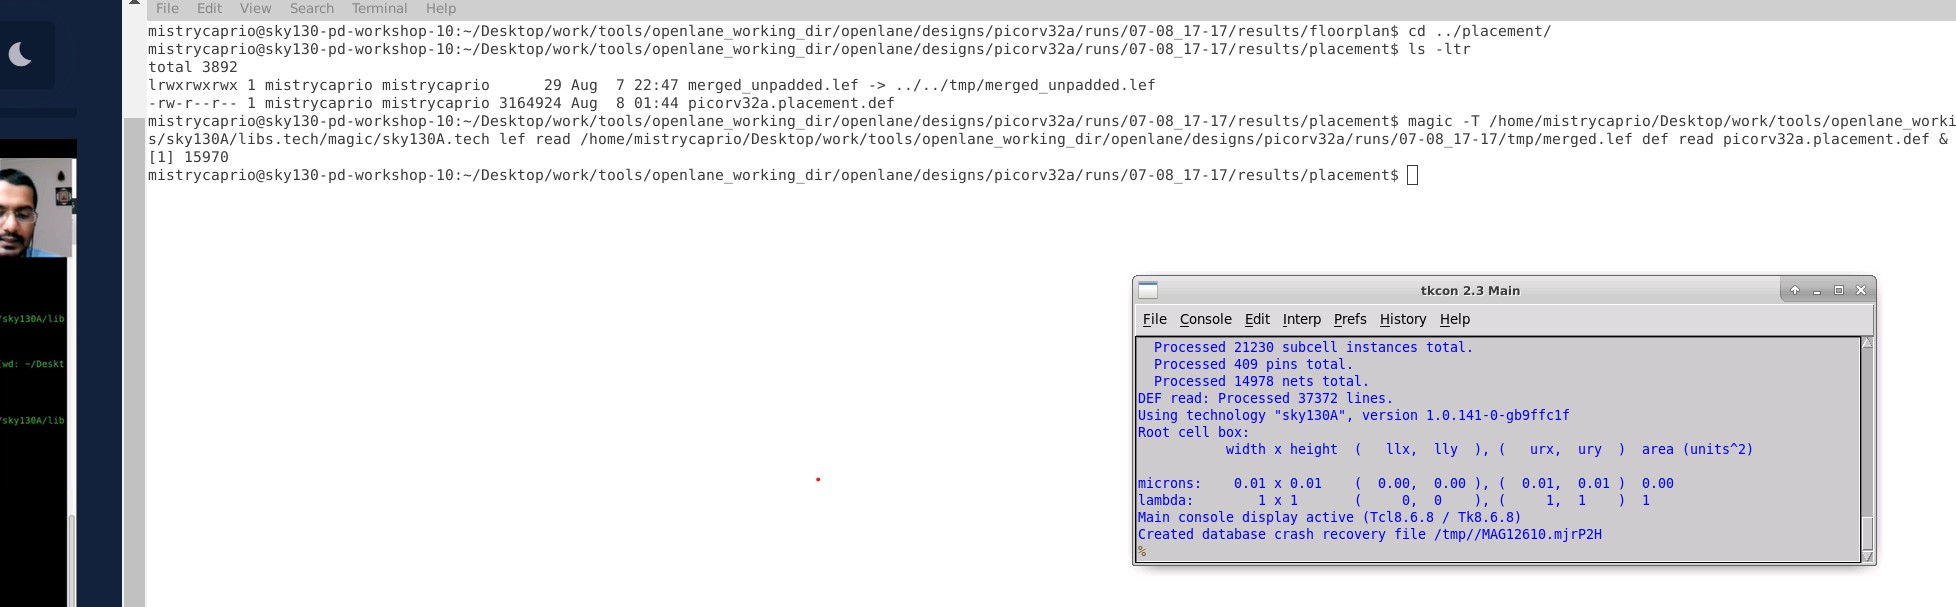 File Edit View Search Terminal Help
mistrycaprio@sky130-pd-workshop-10:~/Desktop/work/tools/openlane_working_dir/openlane/designs/picorv32a/runs/07-08_17-17/results/floorplan$ cd ../placement/
mistrycaprio@sky130-pd-workshop-10:~/Desktop/work/tools/openlane_working_dir/openlane/designs/picorv32a/runs/07-08_17-17/results/placement$ ls -ltr
total 3892
lrwxrwxrwx 1 mistrycaprio mistrycaprio      29 Aug  7 22:47 merged_unpadded.lef -> ../../tmp/merged_unpadded.lef
-rw-r--r-- 1 mistrycaprio mistrycaprio 3164924 Aug  8 01:44 picorv32a.placement.def
mistrycaprio@sky130-pd-workshop-10:~/Desktop/work/tools/openlane_working_dir/openlane/designs/picorv32a/runs/07-08_17-17/results/placement$ magic -T /home/mistrycaprio/Desktop/work/tools/openlane_worki
s/sky130A/libs.tech/magic/sky130A.tech lef read /home/mistrycaprio/Desktop/work/tools/openlane_working_dir/openlane/designs/picorv32a/runs/07-08_17-17/tmp/merged.lef def read picorv32a.placement.def &
[1] 15970
mistrycaprio@sky130-pd-workshop-10:~/Desktop/work/tools/openlane_working_dir/openlane/designs/picorv32a/runs/07-08_17-17/results/placement$
/sky130A/lib
wd: ~/Deskt
/sky130A/lib
tkcon 2.3 Main
File Console Edit Interp Prefs History Help
Processed 21230 subcell instances total.
Processed 409 pins total.
Processed 14978 nets total.
DEF read: Processed 37372 lines.
Using technology "sky130A", version 1.0.141-0-gb9ffc1f
Root cell box:
width x height  (   llx,  lly  ), (   urx,  ury  )  area (units^2)
microns:    0.01 x 0.01    (  0.00,  0.00 ), (  0.01,  0.01 )  0.00
lambda:        1 x 1       (     0,  0    ), (     1,  1    )  1
Main console display active (Tcl8.6.8 / Tk8.6.8)
Created database crash recovery file /tmp//MAG12610.mjrP2H
%